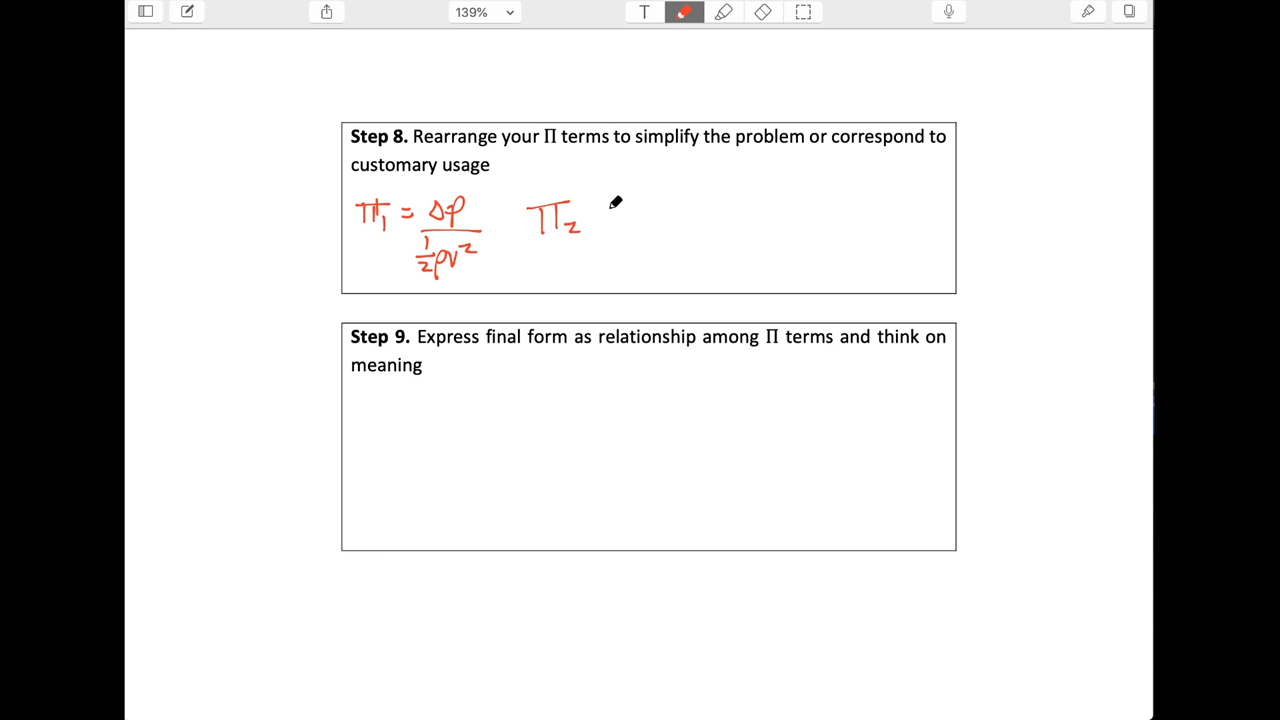 139%
T
Step 8. Rearrange your Π terms to simplify the problem or correspond to
customary usage
Π₁ = Δp / ½ρv² Π₂
Step 9. Express final form as relationship among Π terms and think on
meaning